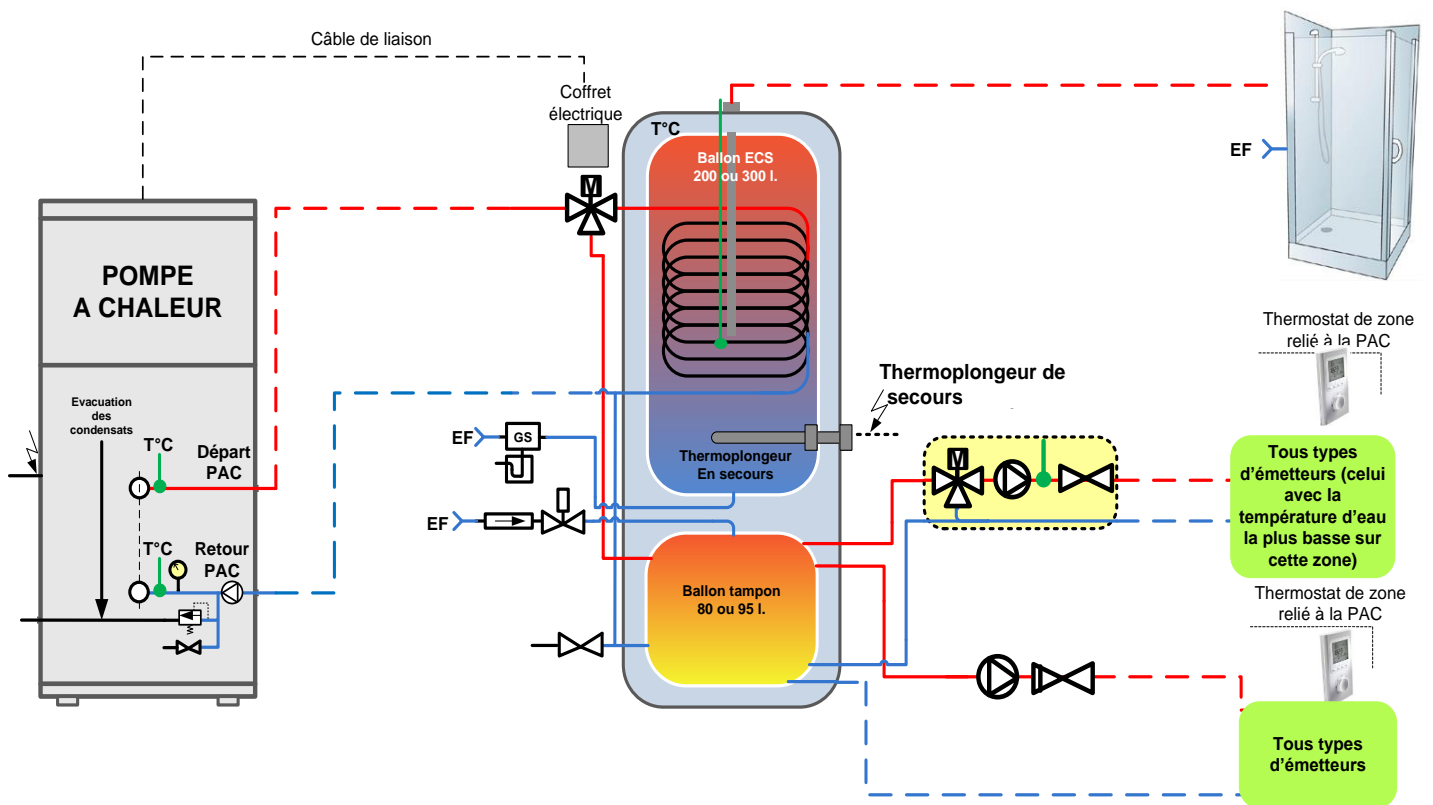 Câble de liaison
Coffret
électrique
M
T°C
Ballon ECS
200 ou 300 l.
EF
POMPE
A CHALEUR
Thermostat de zone
relié à la PAC
Thermoplongeur de
secours
Evacuation
des
condensats
T°C
Départ
PAC
EF
GS
Thermoplongeur
En secours
M
Tous types
d'émetteurs (celui
avec la
température d'eau
la plus basse sur
cette zone)
EF
T°C
Retour
PAC
Ballon tampon
80 ou 95 l.
Thermostat de zone
relié à la PAC
Tous types
d'émetteurs